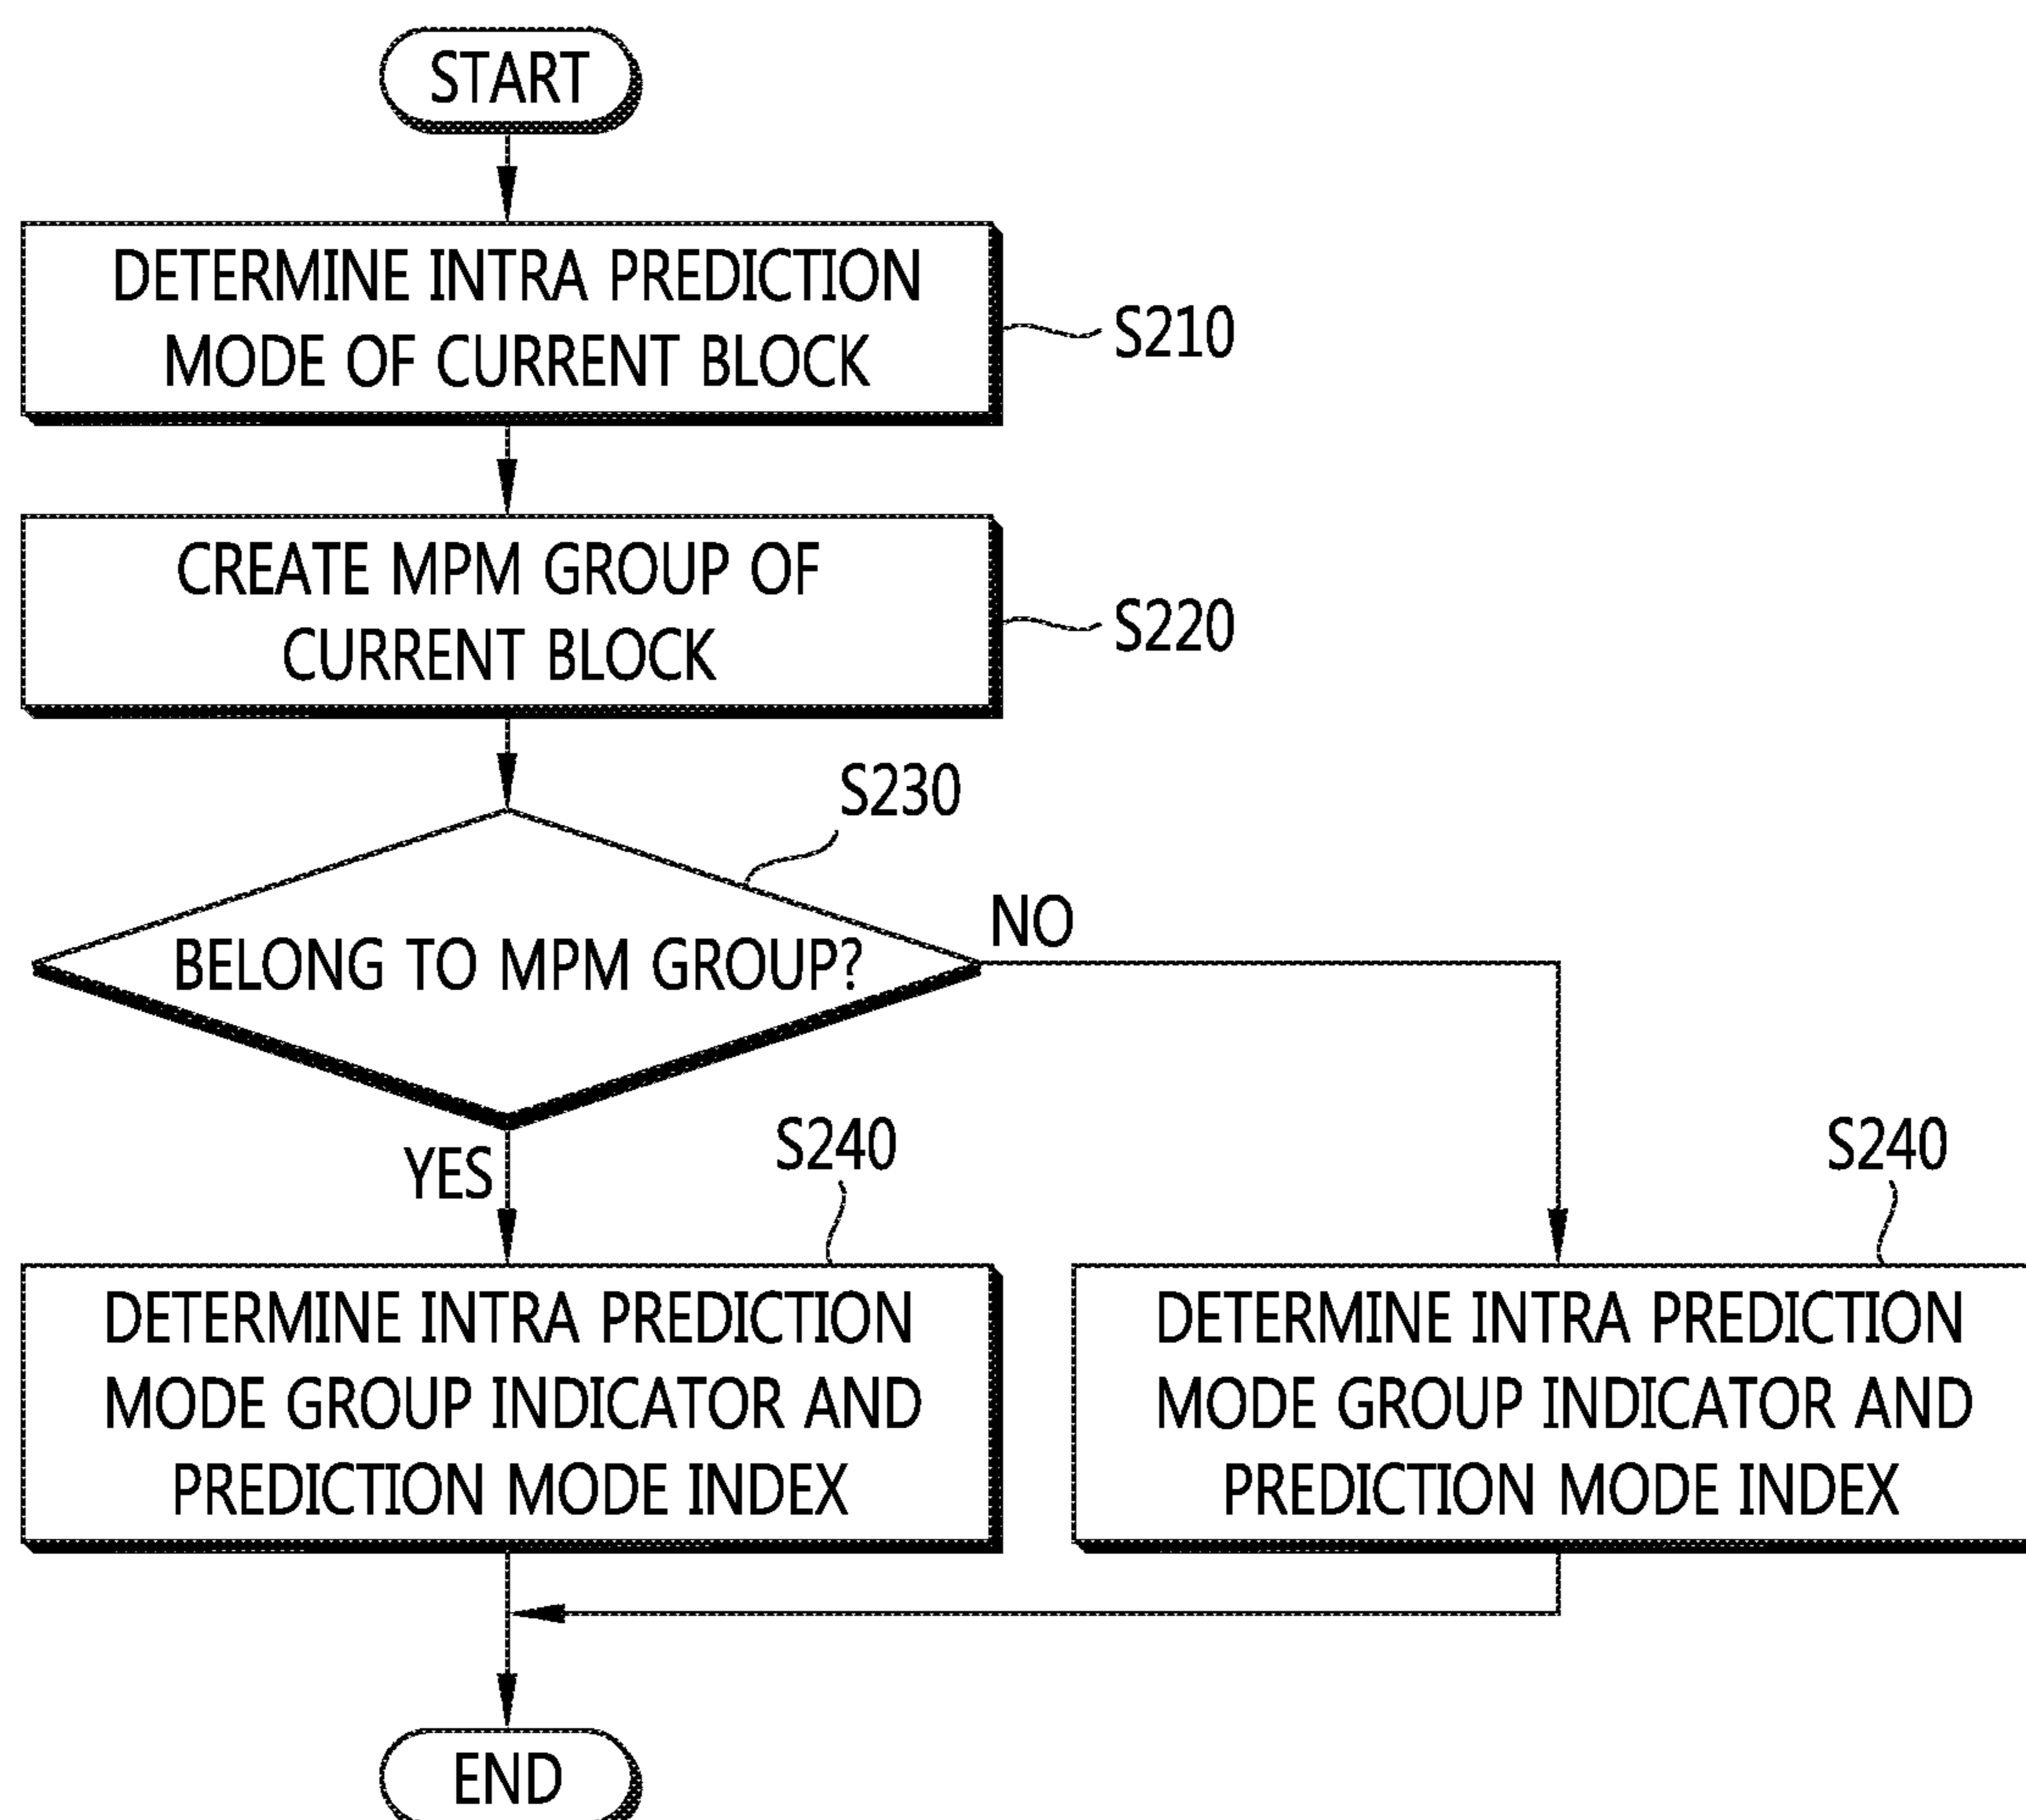 START
DETERMINE INTRA PREDICTION
MODE OF CURRENT BLOCK
S210
CREATE MPM GROUP OF
CURRENT BLOCK
S220
S230
BELONG TO MPM GROUP?
NO
YES
S240
DETERMINE INTRA PREDICTION
MODE GROUP INDICATOR AND
PREDICTION MODE INDEX
S240
DETERMINE INTRA PREDICTION
MODE GROUP INDICATOR AND
PREDICTION MODE INDEX
END